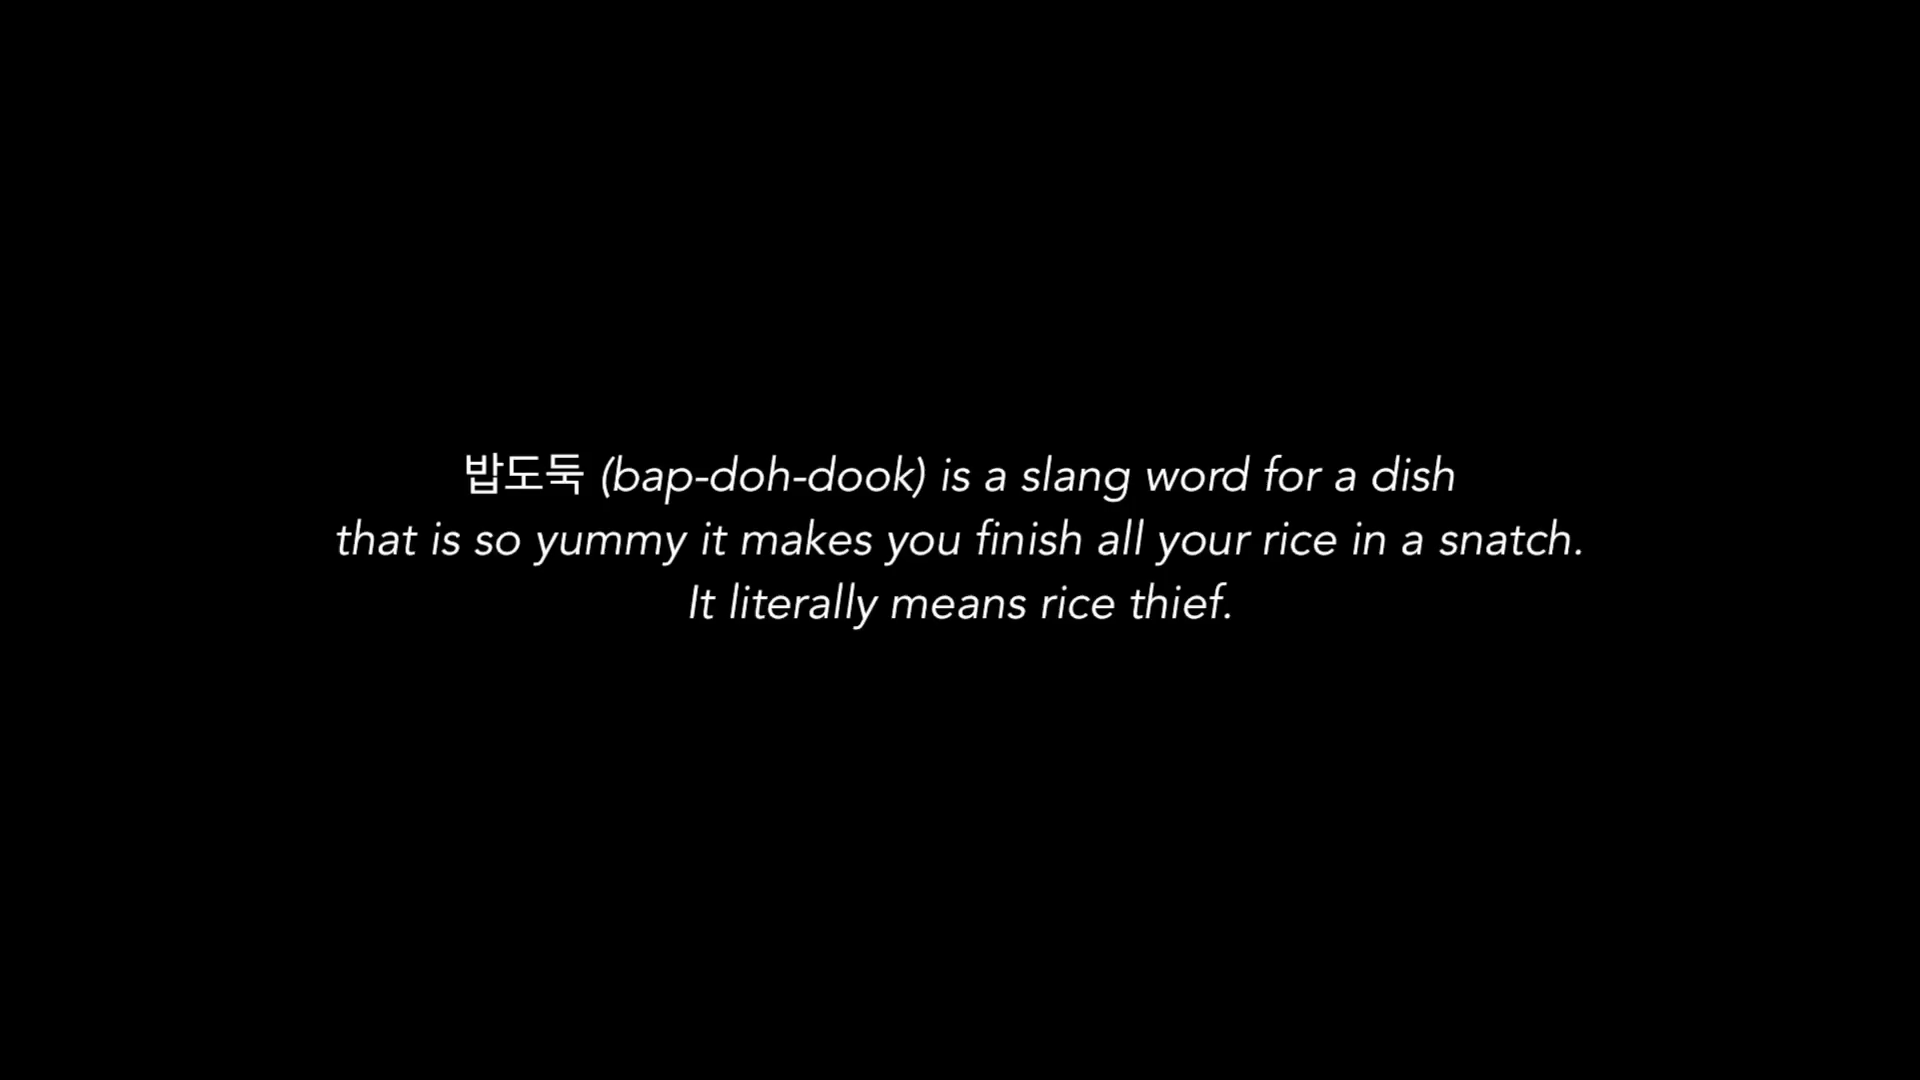 밥도둑 (bap-doh-dook) is a slang word for a dish
that is so yummy it makes you finish all your rice in a snatch.
It literally means rice thief.